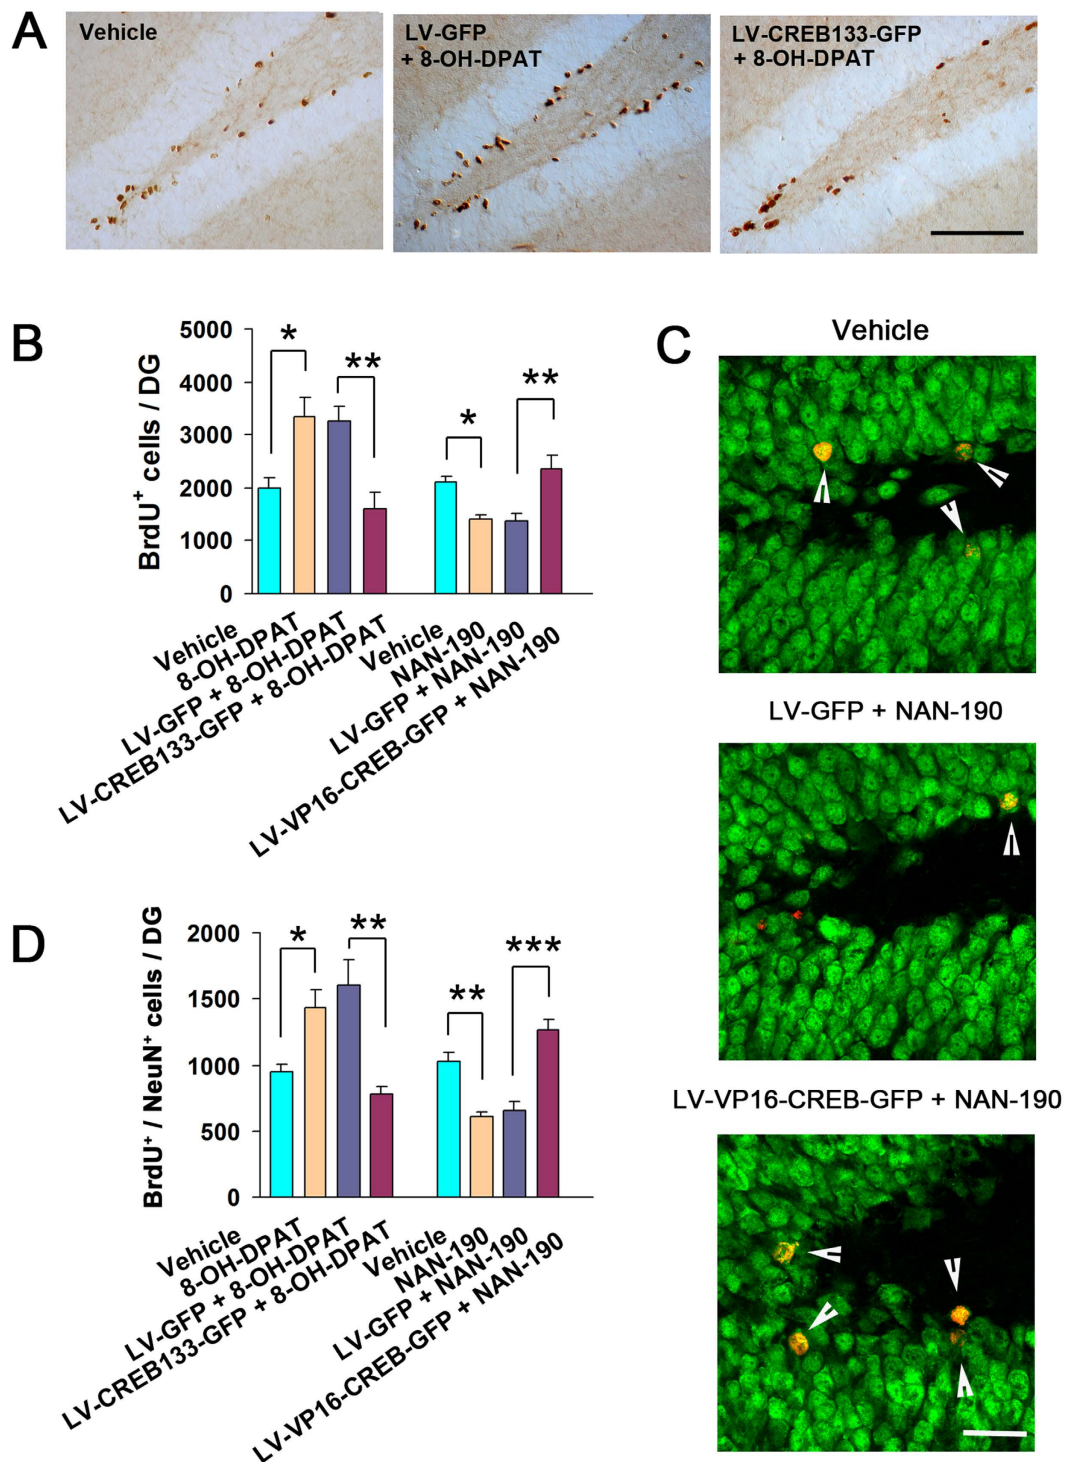 A
Vehicle
LV-GFP
+ 8-OH-DPAT
LV-CREB133-GFP
+ 8-OH-DPAT
B
BrdU⁺ cells / DG
5000
4000
3000
2000
1000
0
*
**
*
**
Vehicle
8-OH-DPAT
LV-GFP + 8-OH-DPAT
LV-CREB133-GFP + 8-OH-DPAT
Vehicle
NAN-190
LV-GFP + NAN-190
LV-VP16-CREB-GFP + NAN-190
C
Vehicle
LV-GFP + NAN-190
LV-VP16-CREB-GFP + NAN-190
D
BrdU⁺ / NeuN⁺ cells / DG
2000
1500
1000
500
0
*
**
**
***
Vehicle
8-OH-DPAT
LV-GFP + 8-OH-DPAT
LV-CREB133-GFP + 8-OH-DPAT
Vehicle
NAN-190
LV-GFP + NAN-190
LV-VP16-CREB-GFP + NAN-190